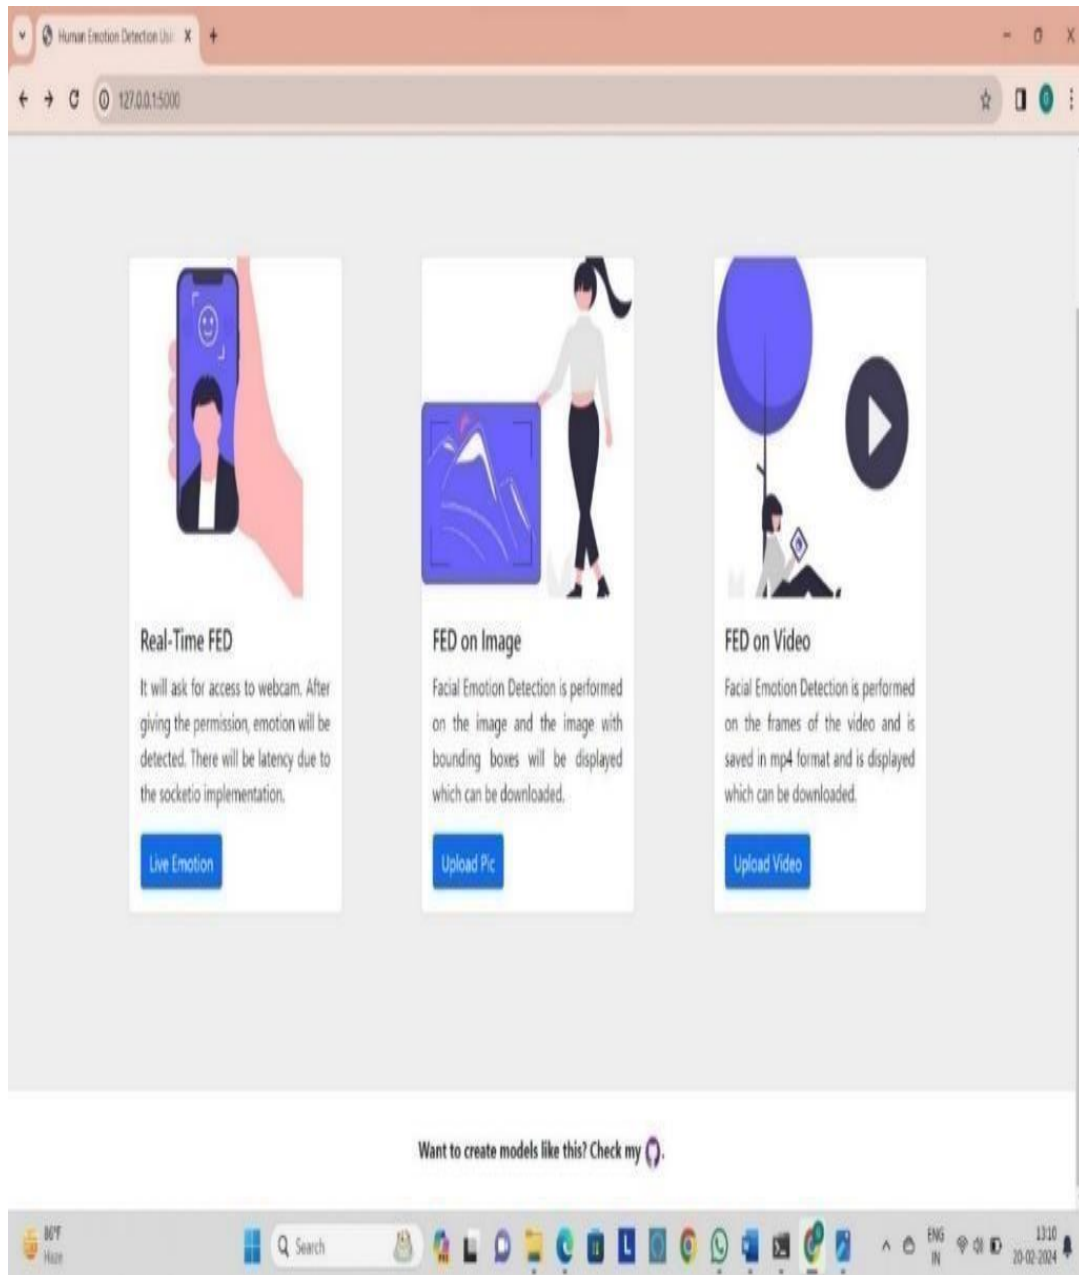 Human Emotion Detection Usi
127.0.0.1:5000
Real-Time FED
It will ask for access to webcam. After
giving the permission, emotion will be
detected. There will be latency due to
the socketio implementation.
Live Emotion
FED on Image
Facial Emotion Detection is performed
on the image and the image with
bounding boxes will be displayed
which can be downloaded.
Upload Pic
FED on Video
Facial Emotion Detection is performed
on the frames of the video and is
saved in mp4 format and is displayed
which can be downloaded.
Upload Video
Want to create models like this? Check my .
86°F
Haze
Search
ENG
IN
13:10
20-02-2024